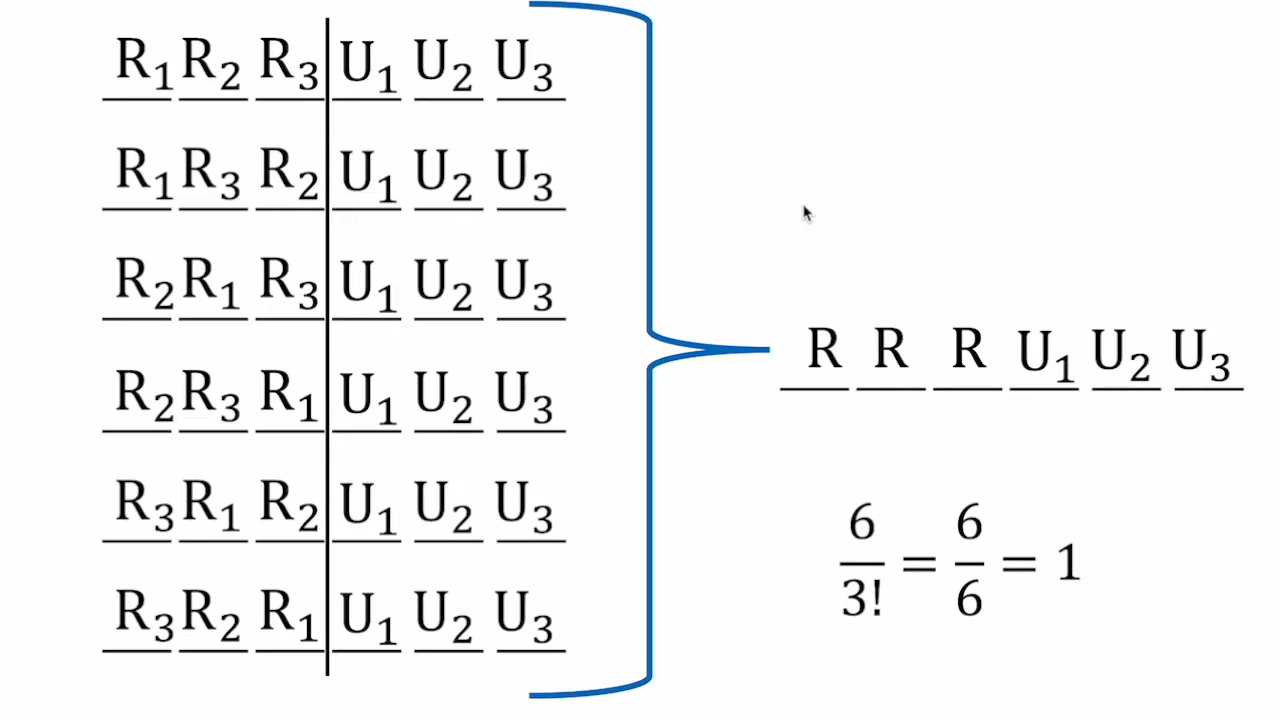 R₁ R₂ R₃ U₁ U₂ U₃
R₁ R₃ R₂ U₁ U₂ U₃
R₂ R₁ R₃ U₁ U₂ U₃
R₂ R₃ R₁ U₁ U₂ U₃
R₃ R₁ R₂ U₁ U₂ U₃
R₃ R₂ R₁ U₁ U₂ U₃
R R R U₁ U₂ U₃
6/3! = 6/6 = 1